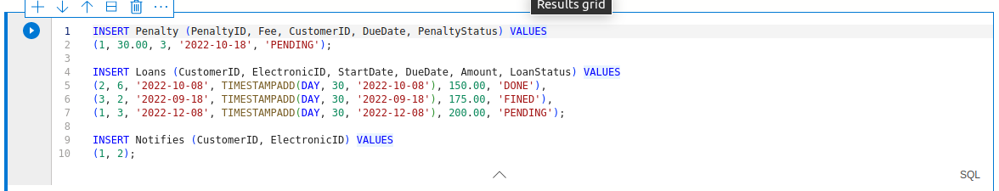 Results grid
1 INSERT Penalty (PenaltyID, Fee, CustomerID, DueDate, PenaltyStatus) VALUES
2 (1, 30.00, 3, '2022-10-18', 'PENDING');
3
4 INSERT Loans (CustomerID, ElectronicID, StartDate, DueDate, Amount, LoanStatus) VALUES
5 (2, 6, '2022-10-08', TIMESTAMPADD(DAY, 30, '2022-10-08'), 150.00, 'DONE'),
6 (3, 2, '2022-09-18', TIMESTAMPADD(DAY, 30, '2022-09-18'), 175.00, 'FINED'),
7 (1, 3, '2022-12-08', TIMESTAMPADD(DAY, 30, '2022-12-08'), 200.00, 'PENDING');
8
9 INSERT Notifies (CustomerID, ElectronicID) VALUES
10 (1, 2);
SQL